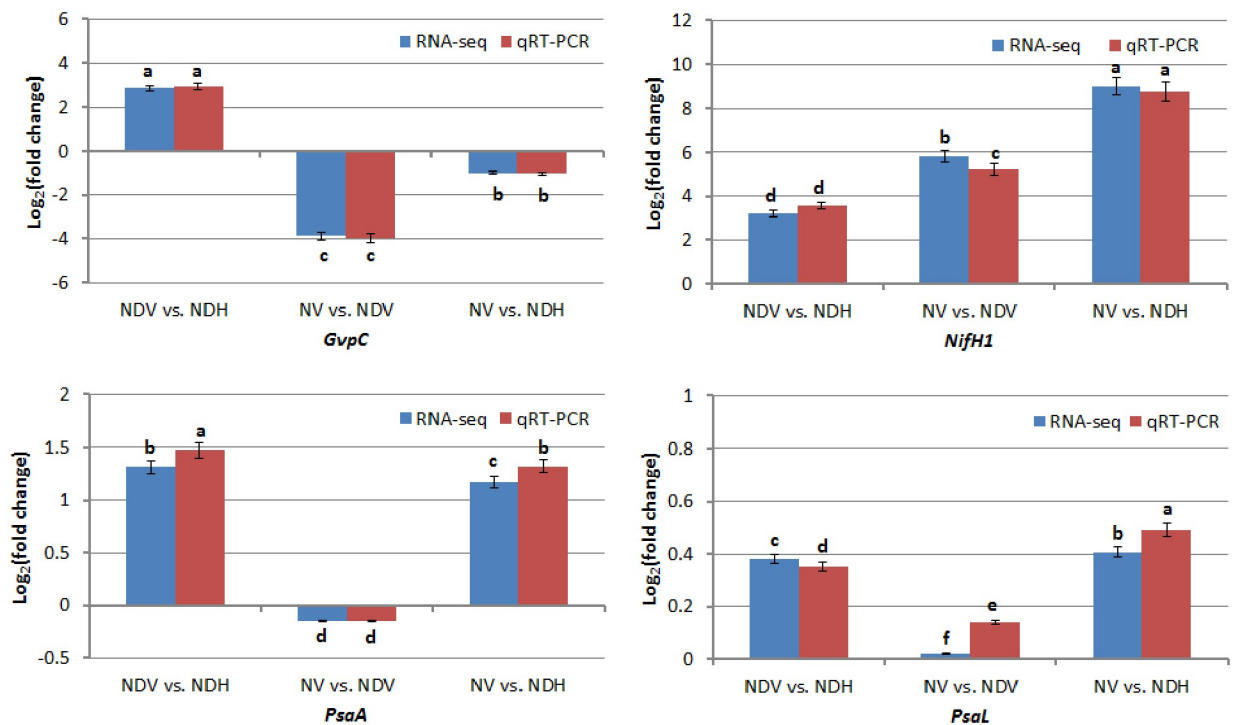 6
4
2
0
-2
-4
-6
Log2(fold change)
RNA-seq qRT-PCR
a a
c c
b b
NDV vs. NDH NV vs. NDV NV vs. NDH
GvpC
12
10
8
6
4
2
0
Log2(fold change)
RNA-seq qRT-PCR
d d
b c
a a
NDV vs. NDH NV vs. NDV NV vs. NDH
NifH1
2
1.5
1
0.5
0
-0.5
Log2(fold change)
RNA-seq qRT-PCR
b a
d d
c b
NDV vs. NDH NV vs. NDV NV vs. NDH
PsaA
1
0.8
0.6
0.4
0.2
0
Log2(fold change)
RNA-seq qRT-PCR
c d
f e
b a
NDV vs. NDH NV vs. NDV NV vs. NDH
PsaL